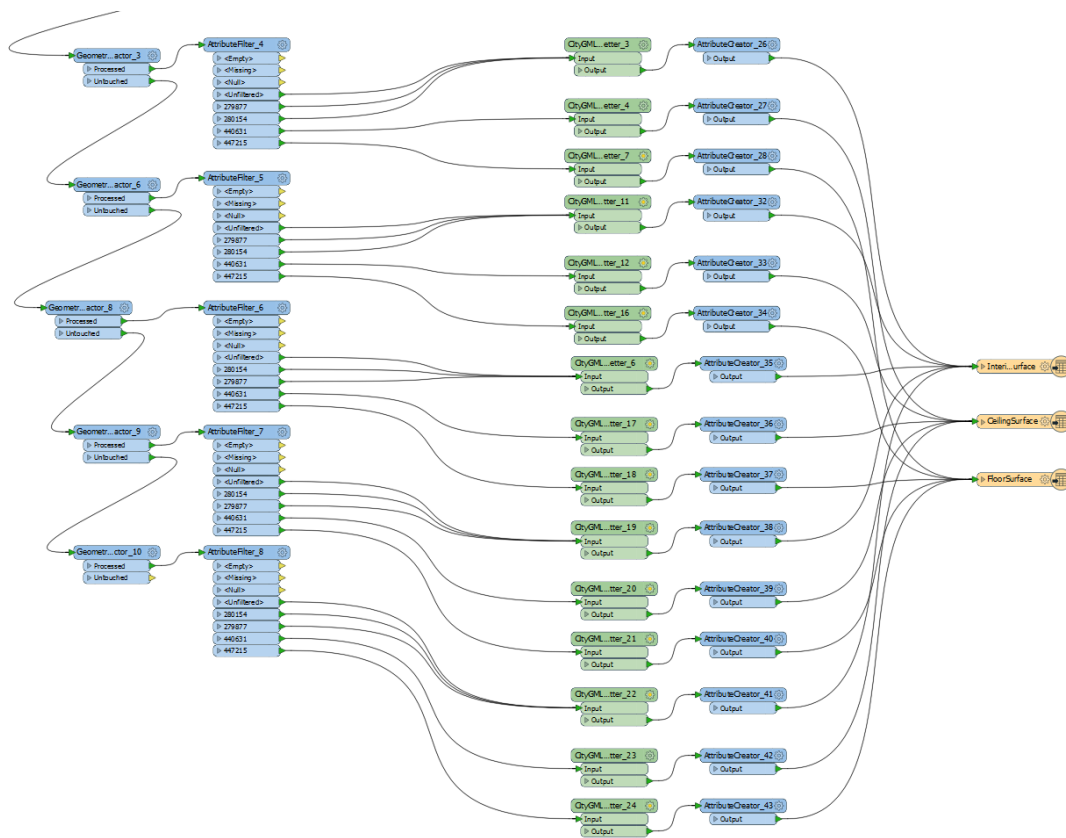 Geometr...actor_3
Processed
Untouched
AttributeFilter_4
<Empty>
<Missing>
<Null>
<Unfiltered>
279877
280154
440631
447215
CityGML...etter_3
Input
Output
AttributeCreator_26
Output
CityGML...etter_4
Input
Output
AttributeCreator_27
Output
CityGML...etter_7
Input
Output
AttributeCreator_28
Output
Geometr...actor_6
Processed
Untouched
AttributeFilter_5
<Empty>
<Missing>
<Null>
<Unfiltered>
279877
280154
440631
447215
CityGML...tter_11
Input
Output
AttributeCreator_32
Output
CityGML...tter_12
Input
Output
AttributeCreator_33
Output
CityGML...tter_16
Input
Output
AttributeCreator_34
Output
Geometr...actor_8
Processed
Untouched
AttributeFilter_6
<Empty>
<Missing>
<Null>
<Unfiltered>
280154
279877
440631
447215
CityGML...etter_6
Input
Output
AttributeCreator_35
Output
CityGML...tter_17
Input
Output
AttributeCreator_36
Output
CityGML...tter_18
Input
Output
AttributeCreator_37
Output
Geometr...actor_9
Processed
Untouched
AttributeFilter_7
<Empty>
<Missing>
<Null>
<Unfiltered>
280154
279877
440631
447215
CityGML...tter_19
Input
Output
AttributeCreator_38
Output
CityGML...tter_20
Input
Output
AttributeCreator_39
Output
CityGML...tter_21
Input
Output
AttributeCreator_40
Output
Geometr...ctor_10
Processed
Untouched
AttributeFilter_8
<Empty>
<Missing>
<Null>
<Unfiltered>
280154
279877
440631
447215
CityGML...tter_22
Input
Output
AttributeCreator_41
Output
CityGML...tter_23
Input
Output
AttributeCreator_42
Output
CityGML...tter_24
Input
Output
AttributeCreator_43
Output
Interi...urface
CeilingSurface
FloorSurface